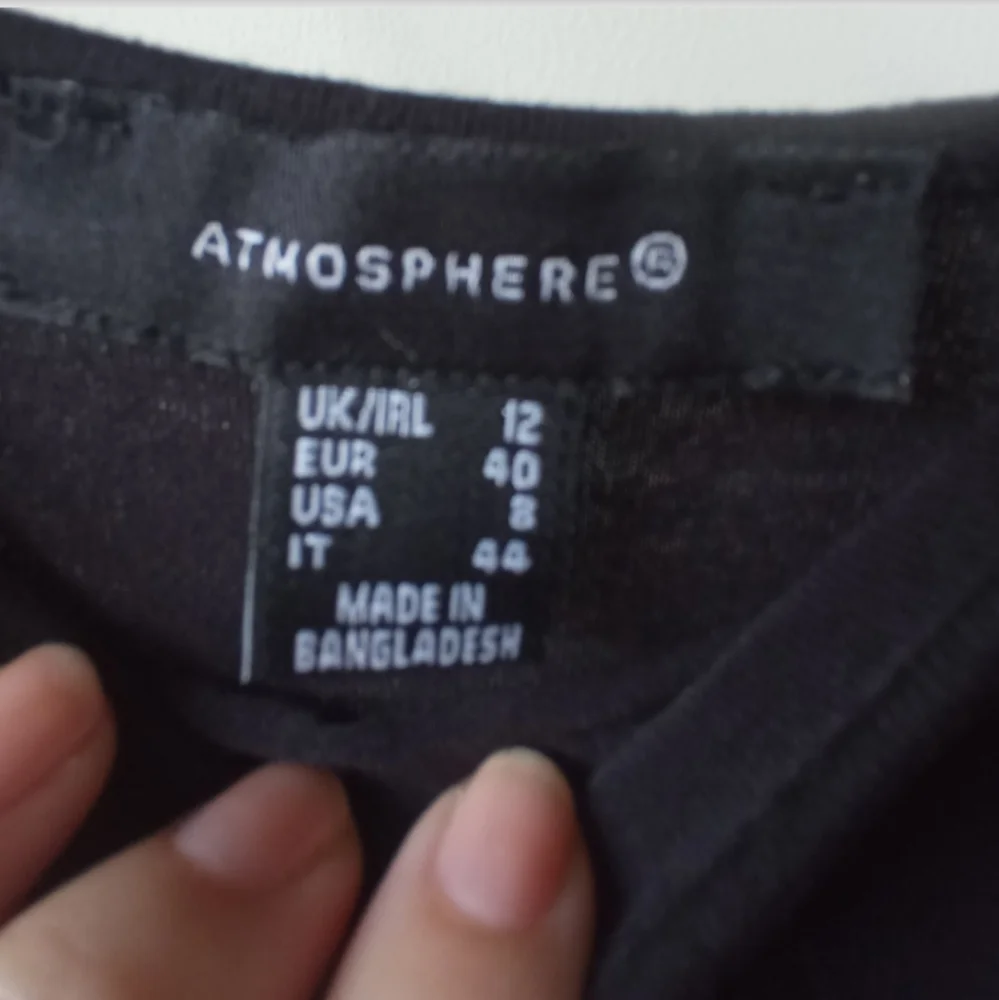 ATMOSPHERE®
UK/IRL 12
EUR 40
USA 8
IT 44
MADE IN
BANGLADESH